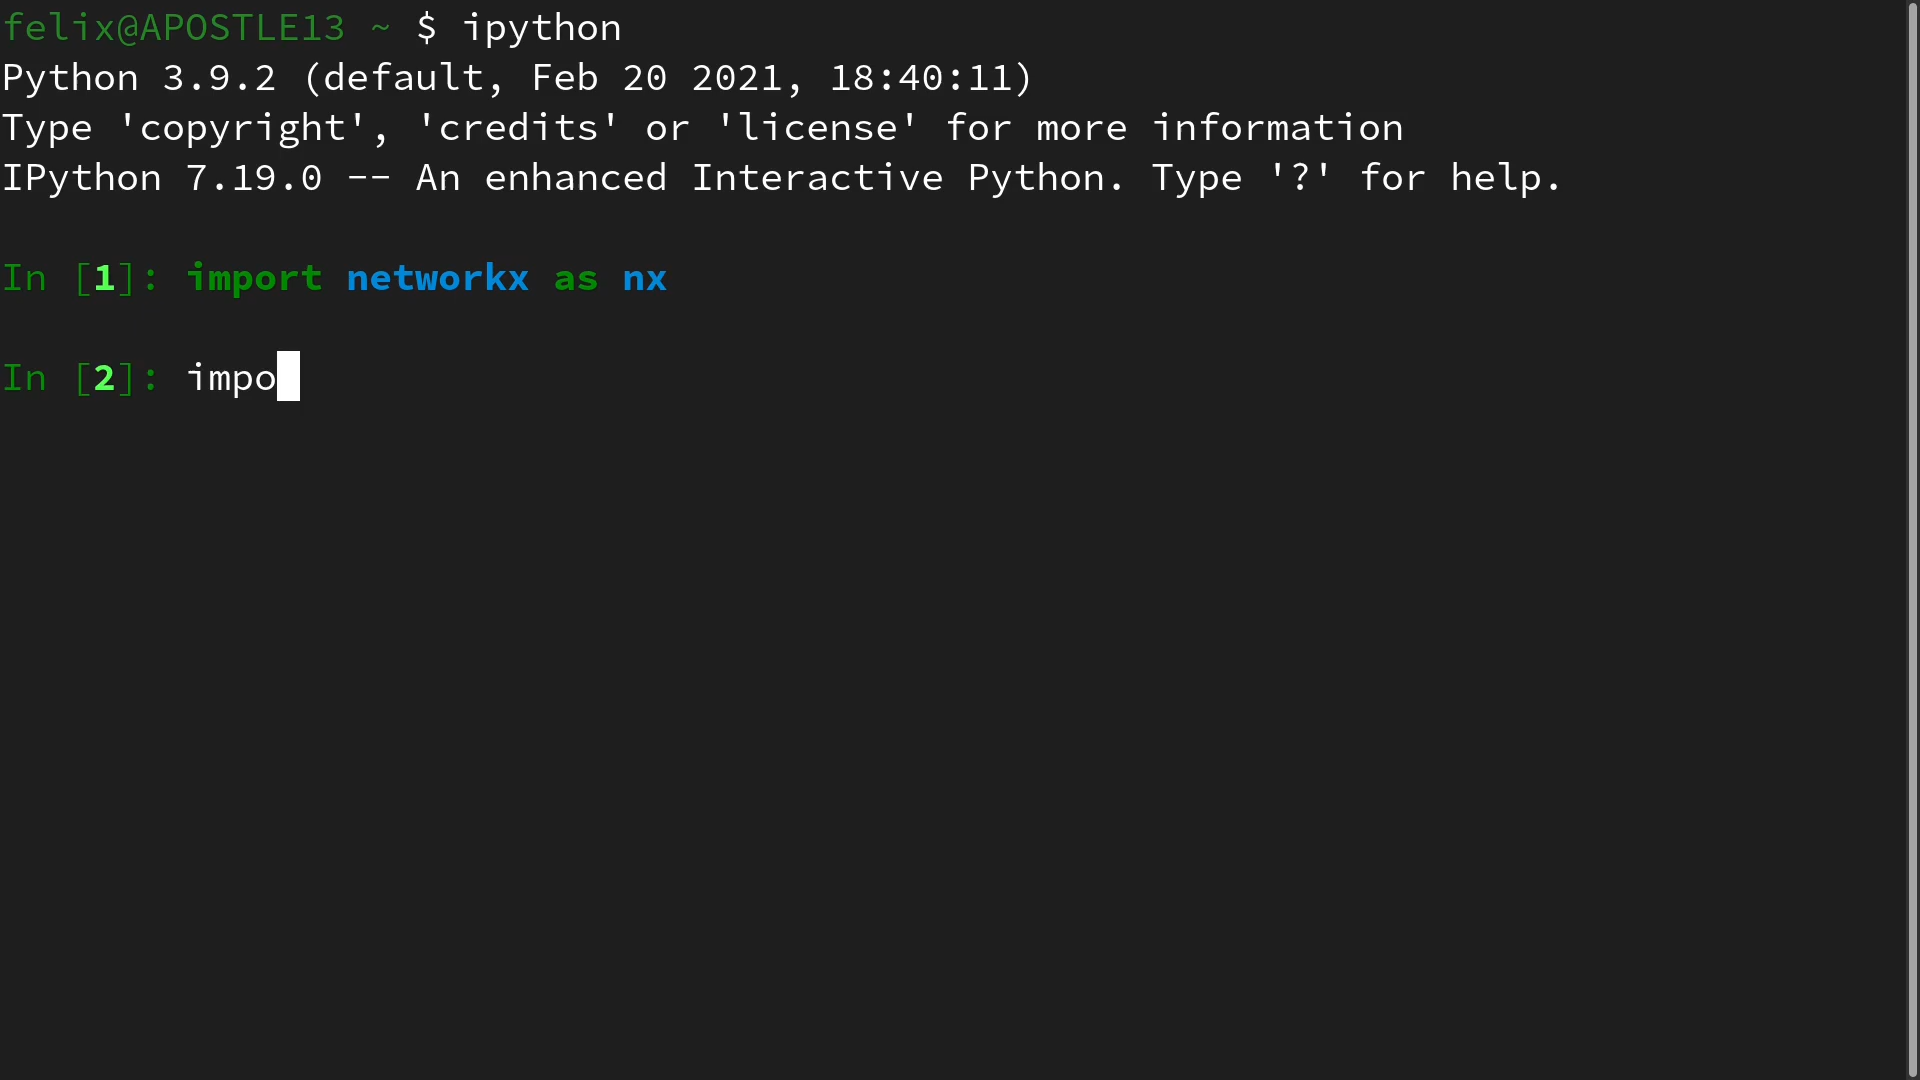 felix@APOSTLE13 ~ $ ipython
Python 3.9.2 (default, Feb 20 2021, 18:40:11)
Type 'copyright', 'credits' or 'license' for more information
IPython 7.19.0 -- An enhanced Interactive Python. Type '?' for help.
In [1]: import networkx as nx
In [2]: impo